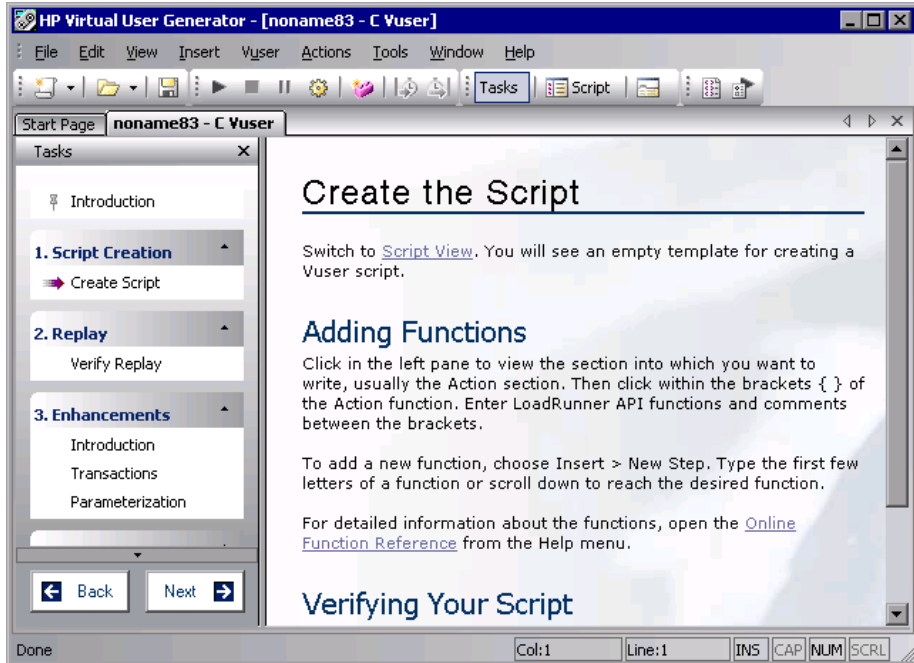 HP Virtual User Generator - [noname83 - C Vuser]
File Edit View Insert Vuser Actions Tools Window Help
Tasks Script
Start Page noname83 - C Vuser
Tasks
Introduction
1. Script Creation
Create Script
2. Replay
Verify Replay
3. Enhancements
Introduction
Transactions
Parameterization
Back Next
Create the Script
Switch to Script View. You will see an empty template for creating a
Vuser script.
Adding Functions
Click in the left pane to view the section into which you want to
write, usually the Action section. Then click within the brackets { } of
the Action function. Enter LoadRunner API functions and comments
between the brackets.
To add a new function, choose Insert > New Step. Type the first few
letters of a function or scroll down to reach the desired function.
For detailed information about the functions, open the Online
Function Reference from the Help menu.
Verifying Your Script
Done Col:1 Line:1 INS CAP NUM SCRL